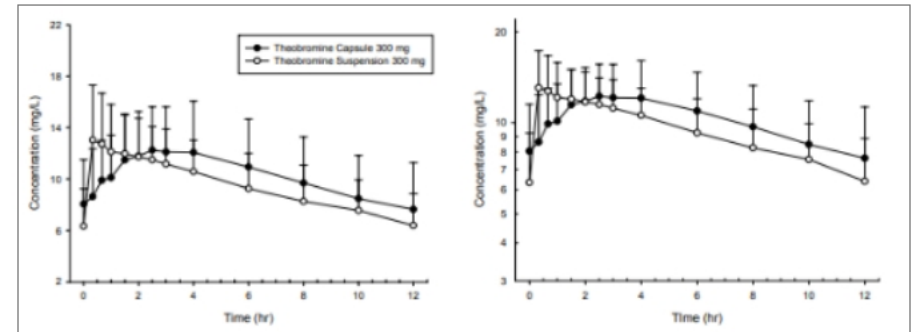 22
18
14
10
6
2
Concentration (mg/L)
Theobromine Capsule 300 mg
Theobromine Suspension 300 mg
0 2 4 6 8 10 12
Time (hr)
20
10
9
8
7
6
5
4
3
Concentration (mg/L)
0 2 4 6 8 10 12
Time (hr)